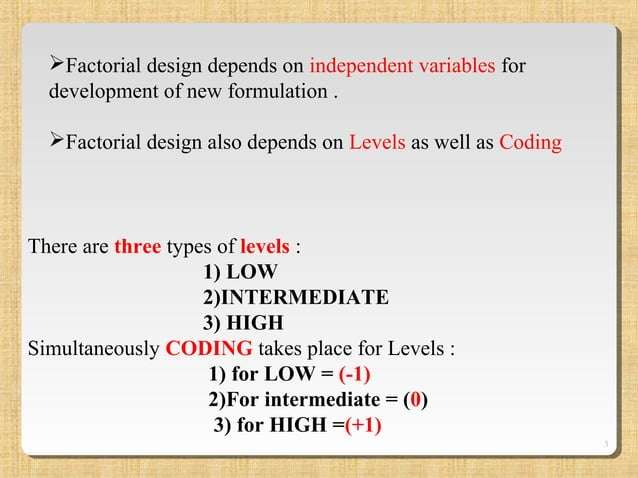 ➢Factorial design depends on independent variables for
development of new formulation .
➢Factorial design also depends on Levels as well as Coding
There are three types of levels :
1) LOW
2)INTERMEDIATE
3) HIGH
Simultaneously CODING takes place for Levels :
1) for LOW = (-1)
2)For intermediate = (0)
3) for HIGH =(+1)